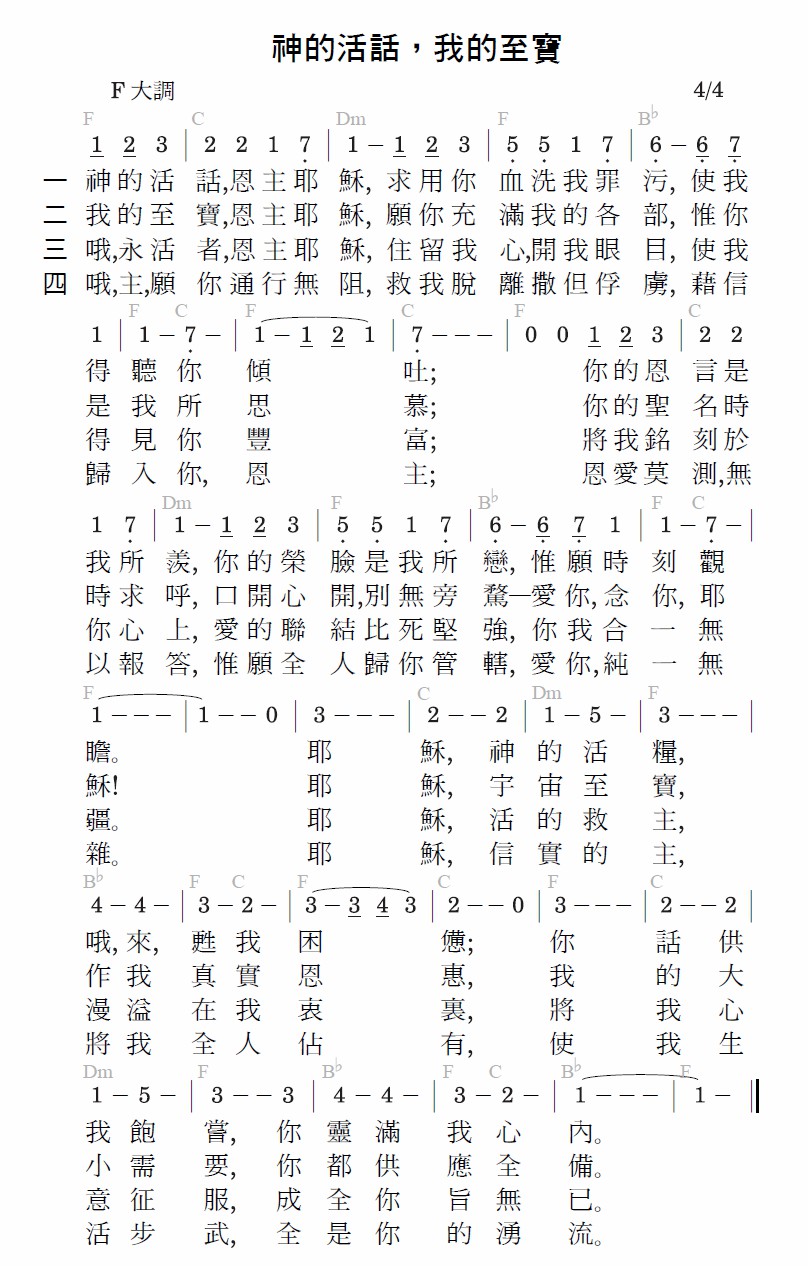 神的活話，我的至寶
F 大調 4/4
F C Dm F B♭
1 2 3 | 2 2 1 7 | 1 - 1 2 3 | 5 5 1 7 | 6 - 6 7
一 神的活 話,恩主耶 穌, 求用你 血洗我罪 污, 使我
二 我的至 寶,恩主耶 穌, 願你充 滿我的各 部, 惟你
三 哦,永活 者,恩主耶 穌, 住留我 心,開我眼 目, 使我
四 哦,主,願 你通行無 阻, 救我脫 離撒但俘 虜, 藉信
F C F C F C
1 | 1 - 7 - | 1 - 1 2 1 | 7 - - - | 0 0 1 2 3 | 2 2
得 聽你 傾 吐; 你的恩 言是
是 我所 思 慕; 你的聖 名時
得 見你 豐 富; 將我銘 刻於
歸 入你, 恩 主; 恩愛莫 測,無
Dm F B♭ F C
1 7 | 1 - 1 2 3 | 5 5 1 7 | 6 - 6 7 1 | 1 - 7 - |
我所 羨, 你的榮 臉是我所 戀, 惟願時 刻觀
時求 呼, 口開心 開,別無旁 騖─愛你,念 你, 耶
你心 上, 愛的聯 結比死堅 強, 你我合 一無
以報 答, 惟願全 人歸你管 轄, 愛你,純 一無
F C Dm F
1 - - - | 1 - - 0 | 3 - - - | 2 - - 2 | 1 - 5 - | 3 - - - |
瞻。 耶 穌, 神 的活 糧,
穌! 耶 穌, 宇 宙至 寶,
疆。 耶 穌, 活 的救 主,
雜。 耶 穌, 信 實的 主,
B♭ F C F C F C
4 - 4 - | 3 - 2 - | 3 - 3 4 3 | 2 - - 0 | 3 - - - | 2 - - 2 |
哦,來, 甦我 困 憊; 你 話供
作我 真實 恩 惠, 我 的大
漫溢 在我 衷 裏, 將 我心
將我 全人 佔 有, 使 我生
Dm F B♭ F C B♭ F
1 - 5 - | 3 - - 3 | 4 - 4 - | 3 - 2 - | 1 - - - | 1 - ||
我飽 嘗, 你 靈滿 我心 內。
小需 要, 你 都供 應全 備。
意征 服, 成 全你 旨無 已。
活步 武, 全 是你 的湧 流。